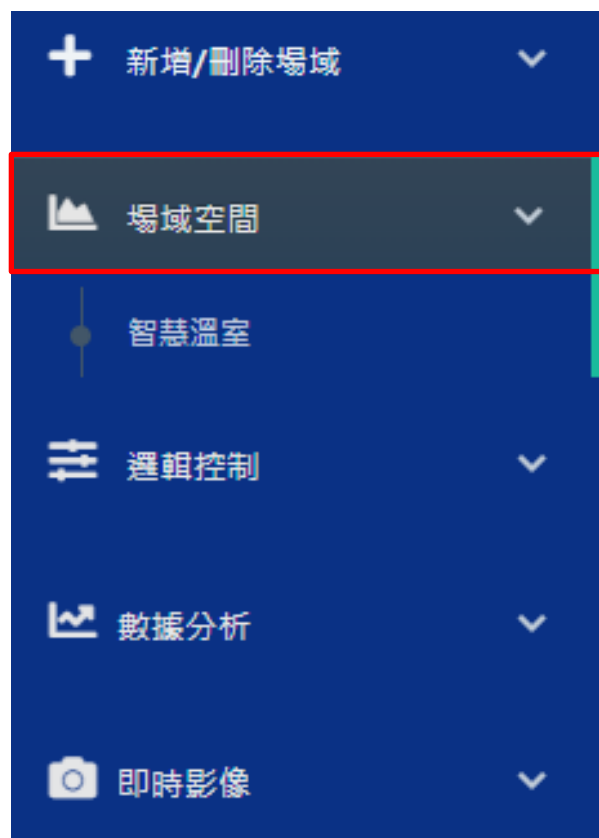 新增/刪除場域
場域空間
智慧溫室
邏輯控制
數據分析
即時影像